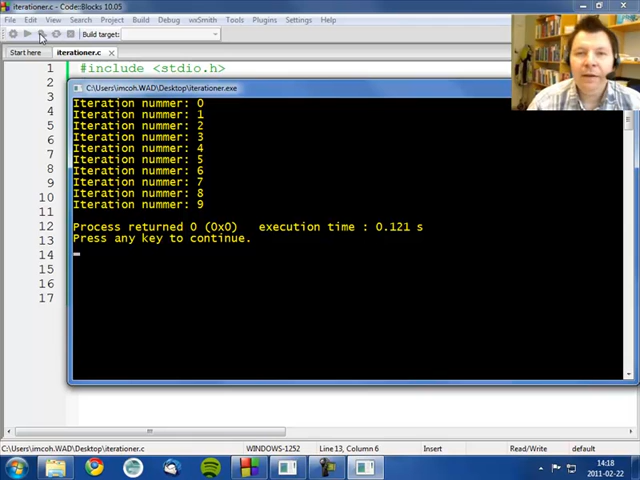 iterationer.c - Code::Blocks 10.05
File Edit View Search Project Build Debug wxSmith Tools Plugins Settings Help
Build target:
Start here iterationer.c
1 #include <stdio.h>
2
3
4
5
6
7
8
9
10
11
12
13
14
15
16
17
C:\Users\imcoh.WAD\Desktop\iterationer.exe
Iteration nummer: 0
Iteration nummer: 1
Iteration nummer: 2
Iteration nummer: 3
Iteration nummer: 4
Iteration nummer: 5
Iteration nummer: 6
Iteration nummer: 7
Iteration nummer: 8
Iteration nummer: 9
Process returned 0 (0x0) execution time : 0.121 s
Press any key to continue.
C:\Users\imcoh.WAD\Desktop\iterationer.c WINDOWS-1252 Line 13, Column 6 Insert Read/Write default
14:18
2011-02-22